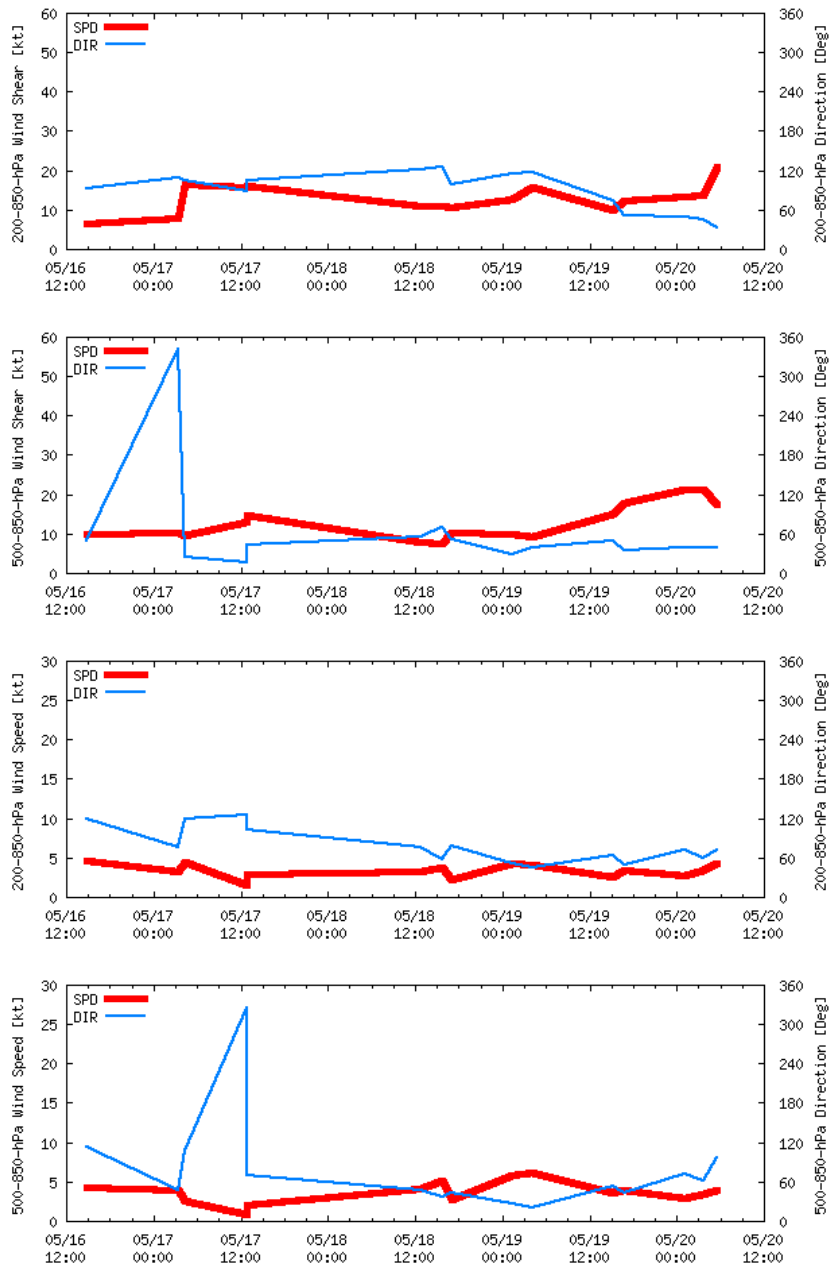 200-850-hPa Wind Shear [kt]
60
50
40
30
20
10
0
SPD
DIR
360
300
240
180
120
60
0
200-850-hPa Direction [Deg]
05/16 05/17 05/17 05/18 05/18 05/19 05/19 05/20 05/20
12:00 00:00 12:00 00:00 12:00 00:00 12:00 00:00 12:00
500-850-hPa Wind Shear [kt]
60
50
40
30
20
10
0
SPD
DIR
360
300
240
180
120
60
0
500-850-hPa Direction [Deg]
05/16 05/17 05/17 05/18 05/18 05/19 05/19 05/20 05/20
12:00 00:00 12:00 00:00 12:00 00:00 12:00 00:00 12:00
200-850-hPa Wind Speed [kt]
30
25
20
15
10
5
0
SPD
DIR
360
300
240
180
120
60
0
200-850-hPa Direction [Deg]
05/16 05/17 05/17 05/18 05/18 05/19 05/19 05/20 05/20
12:00 00:00 12:00 00:00 12:00 00:00 12:00 00:00 12:00
500-850-hPa Wind Speed [kt]
30
25
20
15
10
5
0
SPD
DIR
360
300
240
180
120
60
0
500-850-hPa Direction [Deg]
05/16 05/17 05/17 05/18 05/18 05/19 05/19 05/20 05/20
12:00 00:00 12:00 00:00 12:00 00:00 12:00 00:00 12:00